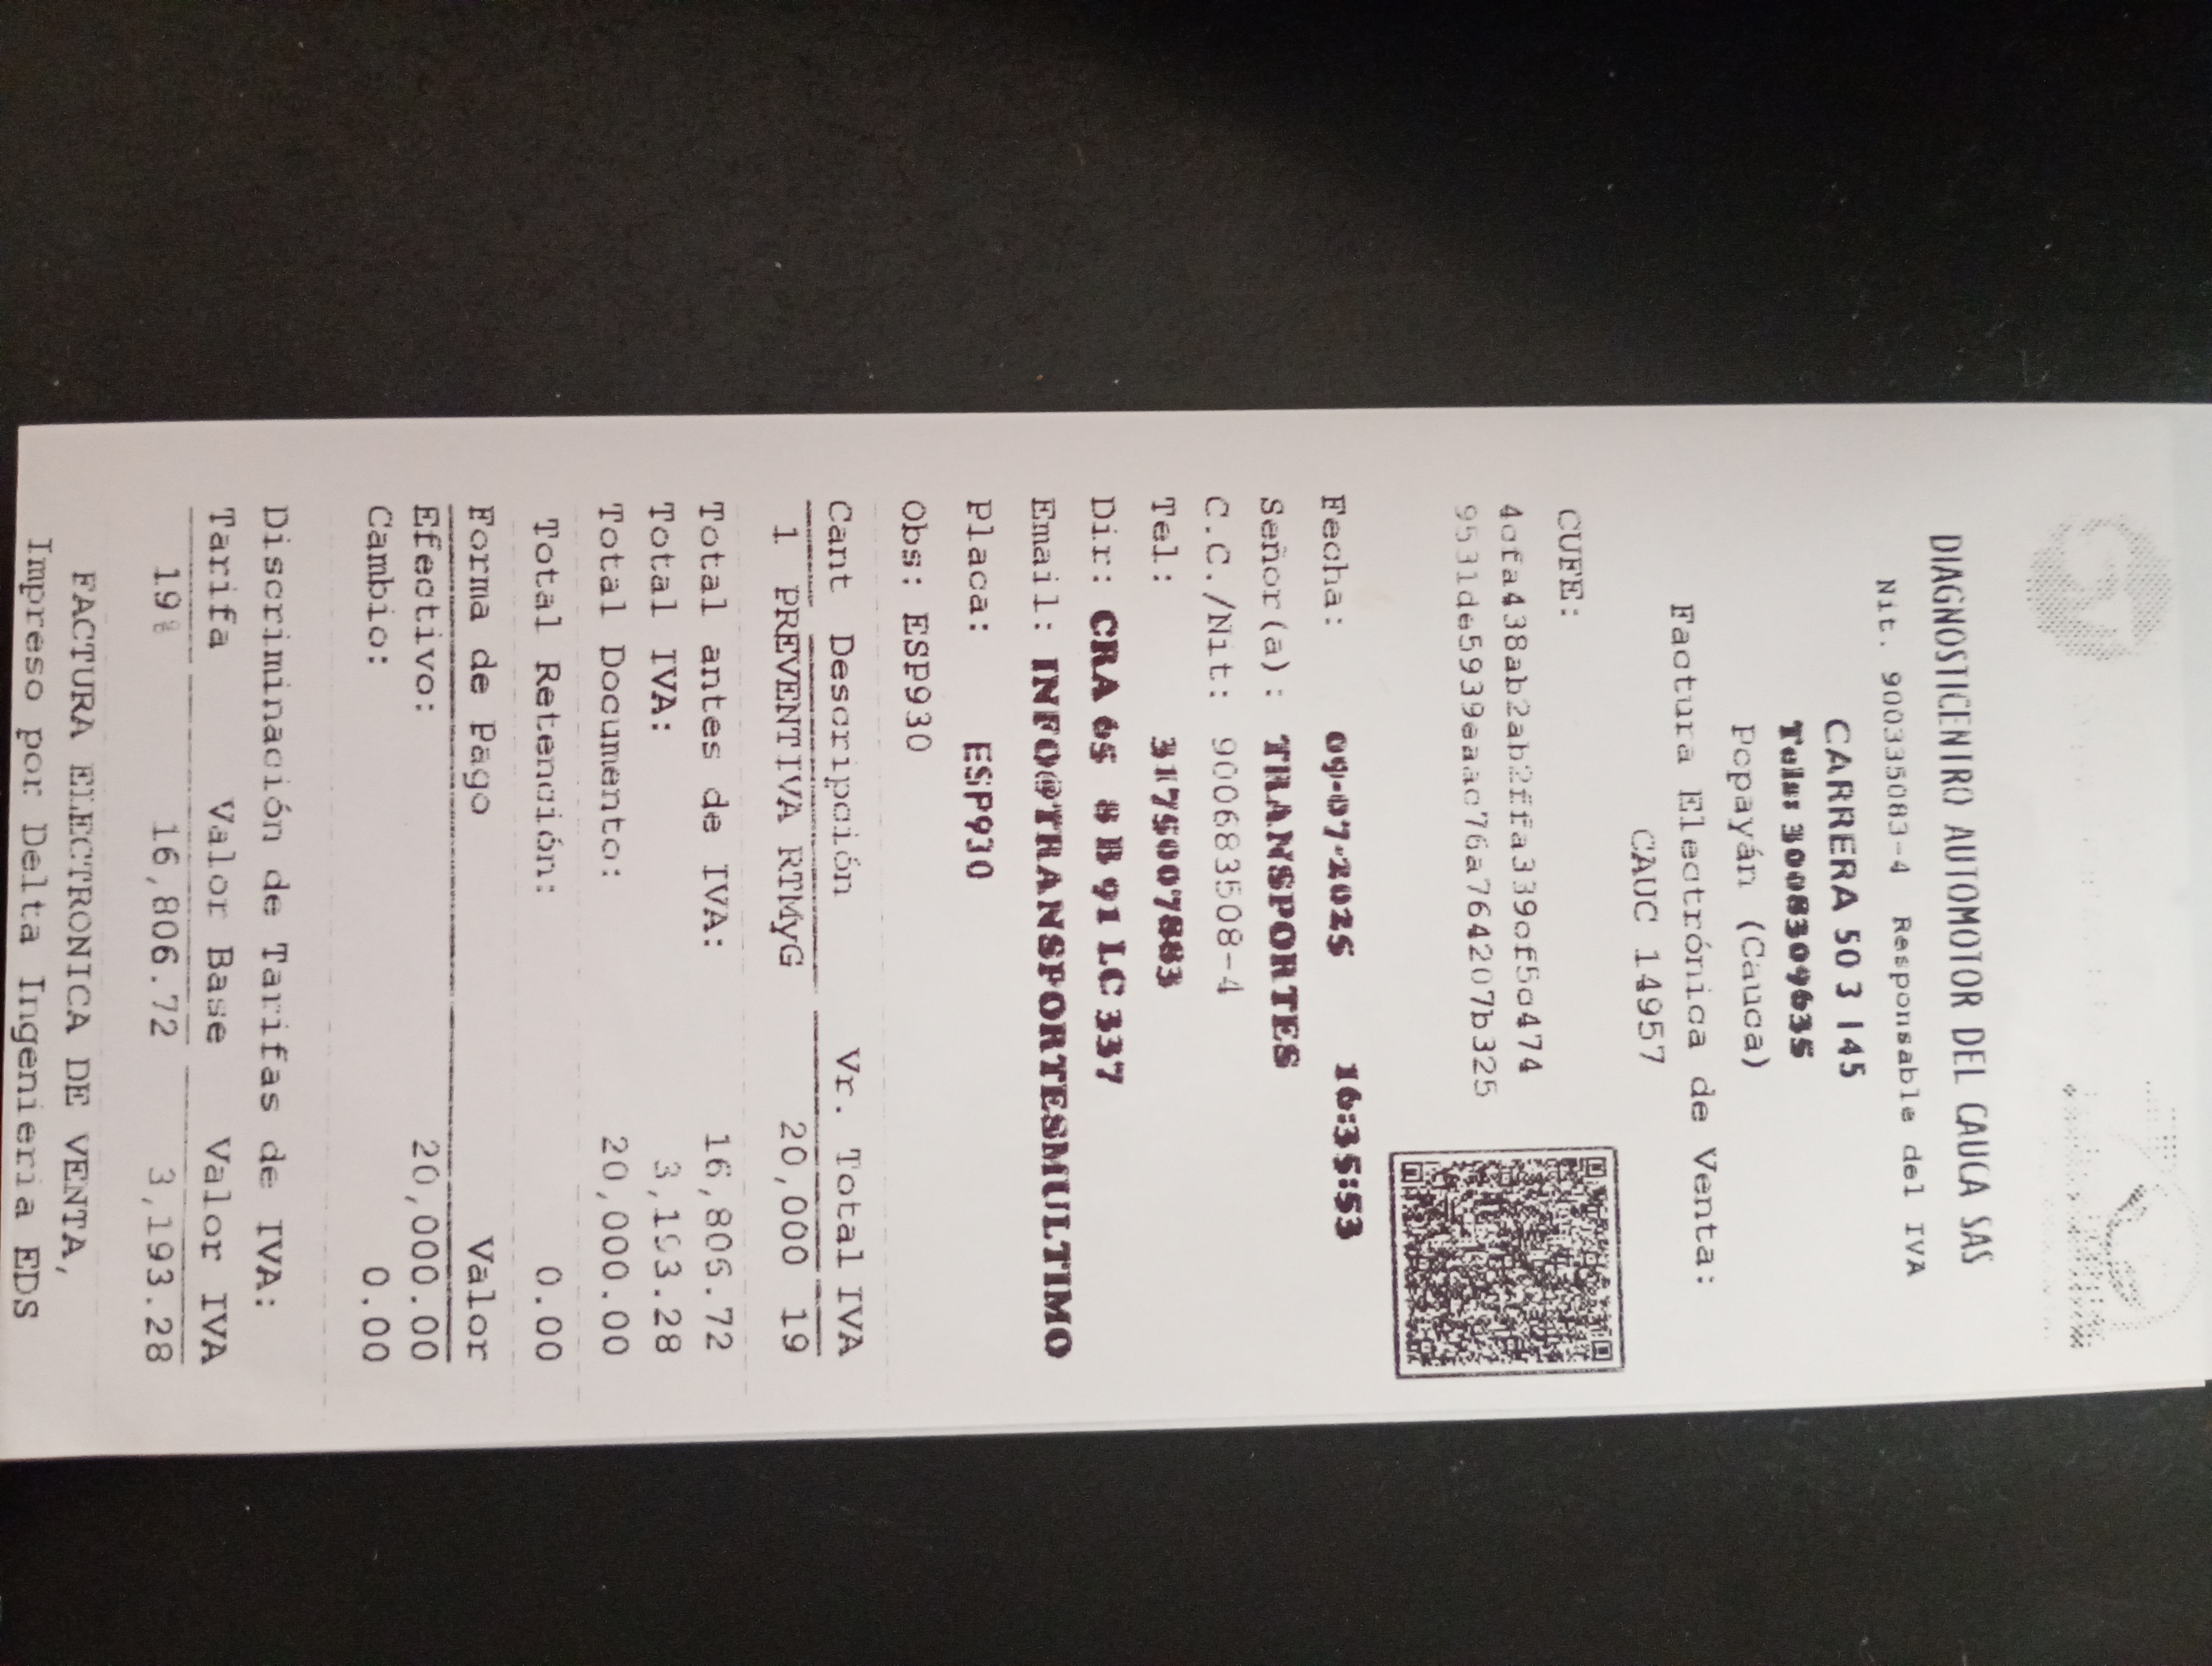 DIAGNOSTICENTRO AUTOMOTOR DEL CAUCA SAS
Nit. 900335083-4 Responsable del IVA
CARRERA 50 3 145
Tels: 3008309635
Popayán (Cauca)
Factura Electrónica de Venta:
CAUC 14957
CUFE:
4cfa438ab2ab2ffa339cf5c474
9531de5939eaac76a764207b325
Fecha: 09-07-2025 16:35:53
Señor(a): TRANSPORTES
C.C./Nit: 900683508-4
Tel: 3175007883
Dir: CRA 65 8 B 91 LC 337
Email: INFO@TRANSPORTESMULTIMO
Placa: ESP930
Obs: ESP930
Cant Descripción Vr. Total IVA
1 PREVENTIVA RTMyG 20,000 19
Total antes de IVA: 16,806.72
Total IVA: 3,193.28
Total Documento: 20,000.00
Total Retención: 0.00
Forma de Pago Valor
Efectivo: 20,000.00
Cambio: 0.00
Discriminación de Tarifas de IVA:
Tarifa Valor Base Valor IVA
19% 16,806.72 3,193.28
FACTURA ELECTRONICA DE VENTA,
Impreso por Delta Ingenieria EDS